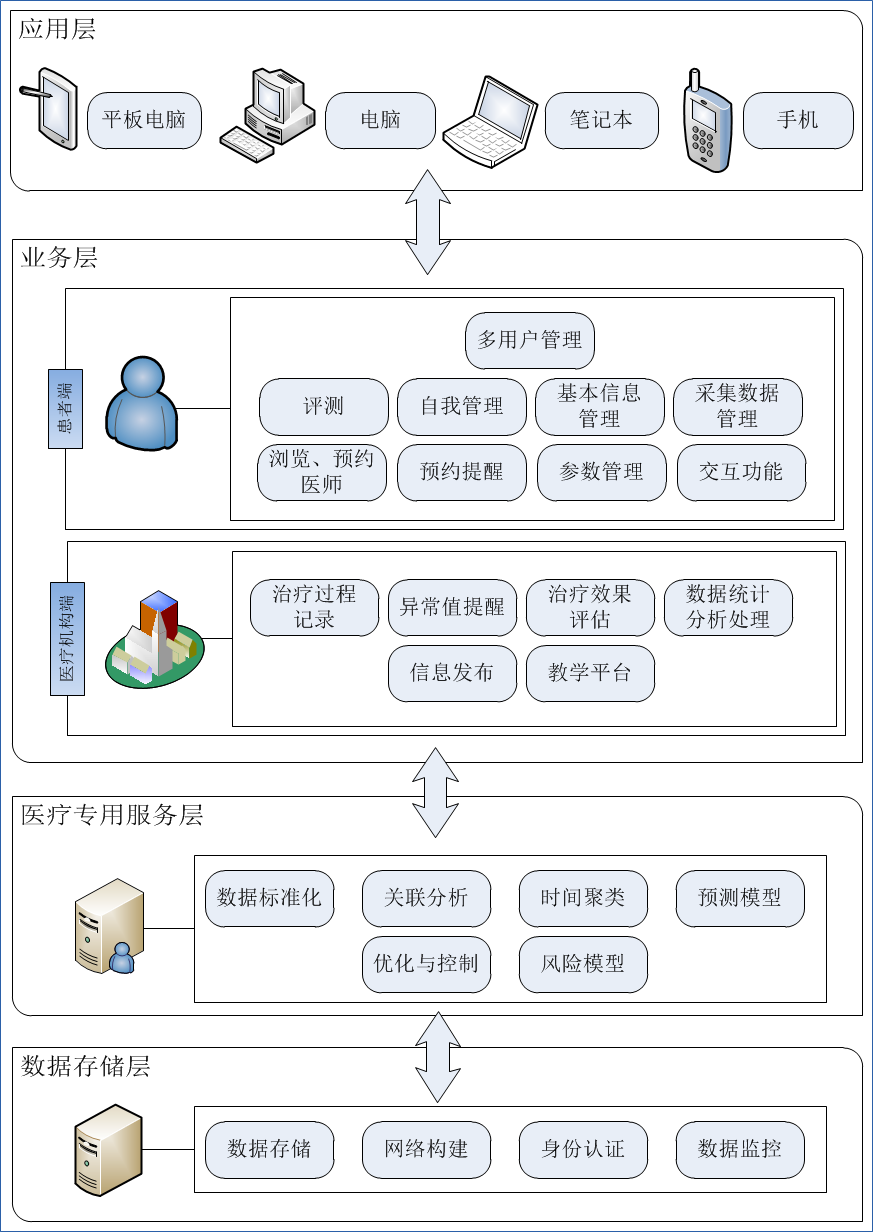 应用层
平板电脑
电脑
笔记本
手机
业务层
患者端
多用户管理
评测
自我管理
基本信息
管理
采集数据
管理
浏览、预约
医师
预约提醒
参数管理
交互功能
医疗机构端
治疗过程
记录
异常值提醒
治疗效果
评估
数据统计
分析处理
信息发布
教学平台
医疗专用服务层
数据标准化
关联分析
时间聚类
预测模型
优化与控制
风险模型
数据存储层
数据存储
网络构建
身份认证
数据监控